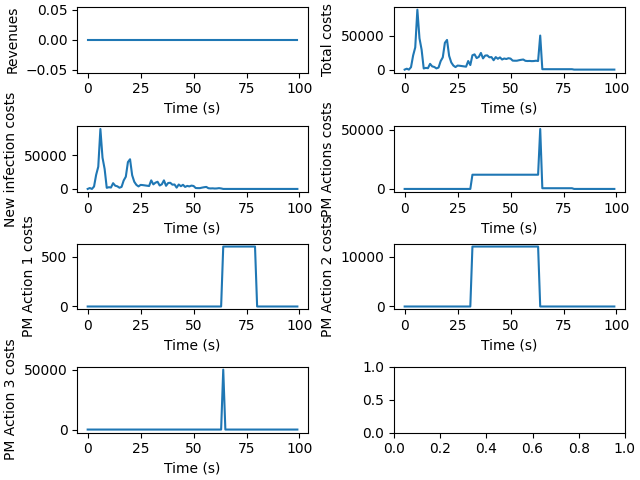 Revenues
0.05
0.00
−0.05
0 25 50 75 100
Time (s)
Total costs
50000
0
0 25 50 75 100
Time (s)
New infection costs
50000
0
0 25 50 75 100
Time (s)
PM Actions costs
50000
0
0 25 50 75 100
Time (s)
PM Action 1 costs
500
0
0 25 50 75 100
Time (s)
PM Action 2 costs
10000
0
0 25 50 75 100
Time (s)
PM Action 3 costs
50000
0
0 25 50 75 100
Time (s)
1.0
0.5
0.0
0.0 0.2 0.4 0.6 0.8 1.0